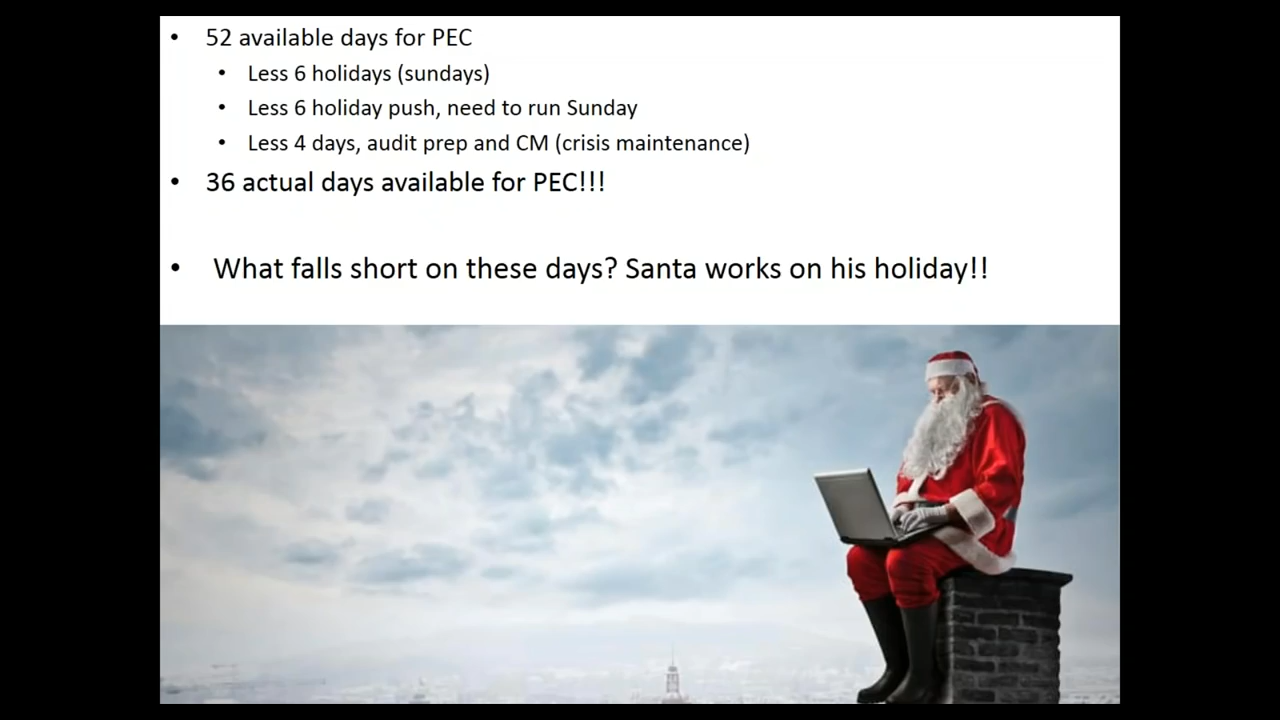 • 52 available days for PEC
• Less 6 holidays (sundays)
• Less 6 holiday push, need to run Sunday
• Less 4 days, audit prep and CM (crisis maintenance)
• 36 actual days available for PEC!!!
• What falls short on these days? Santa works on his holiday!!